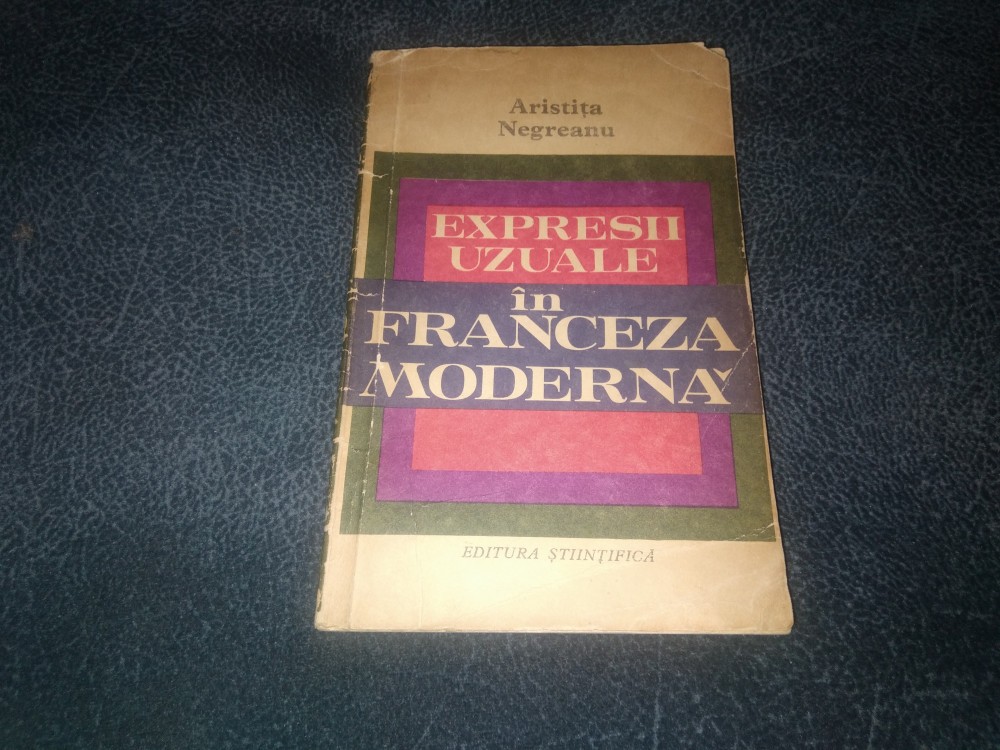 Aristița
Negreanu
EXPRESII
UZUALE
în
FRANCEZA
MODERNĂ
EDITURA ȘTIINȚIFICĂ